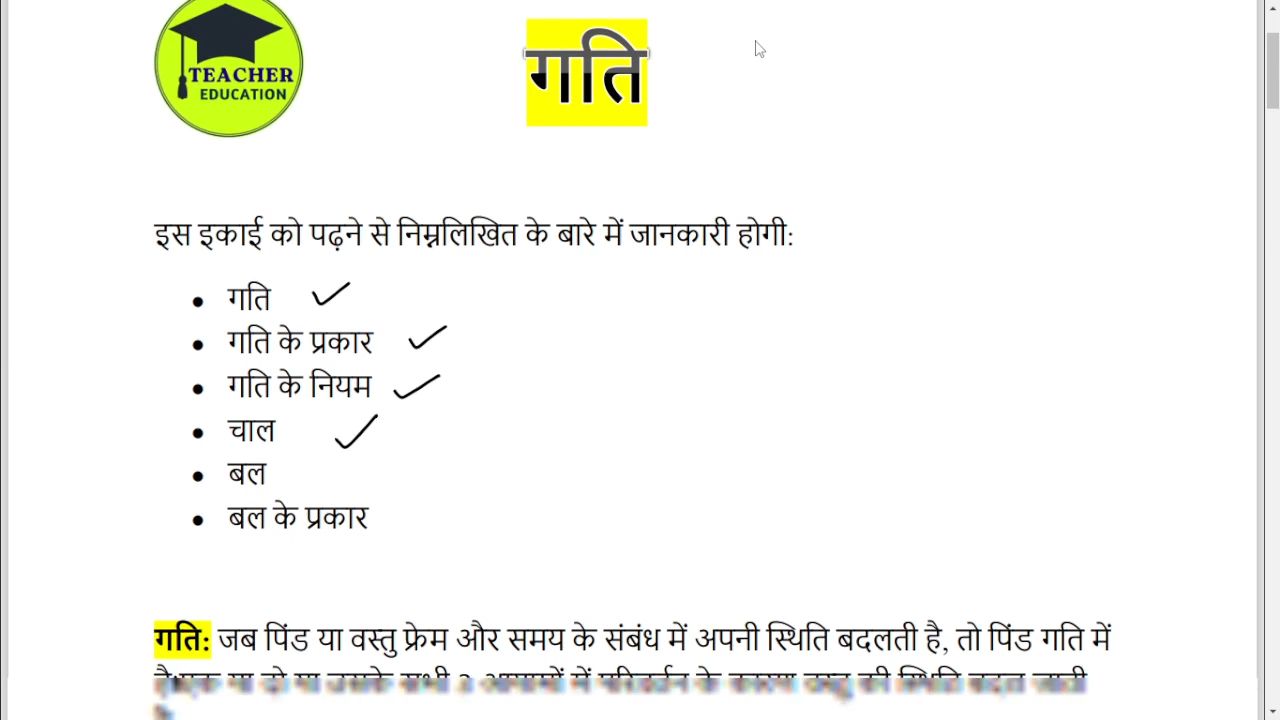 TEACHER
EDUCATION
गति
इस इकाई को पढ़ने से निम्नलिखित के बारे में जानकारी होगी:
• गति
• गति के प्रकार
• गति के नियम
• चाल
• बल
• बल के प्रकार
गति: जब पिंड या वस्तु फ्रेम और समय के संबंध में अपनी स्थिति बदलती है, तो पिंड गति में